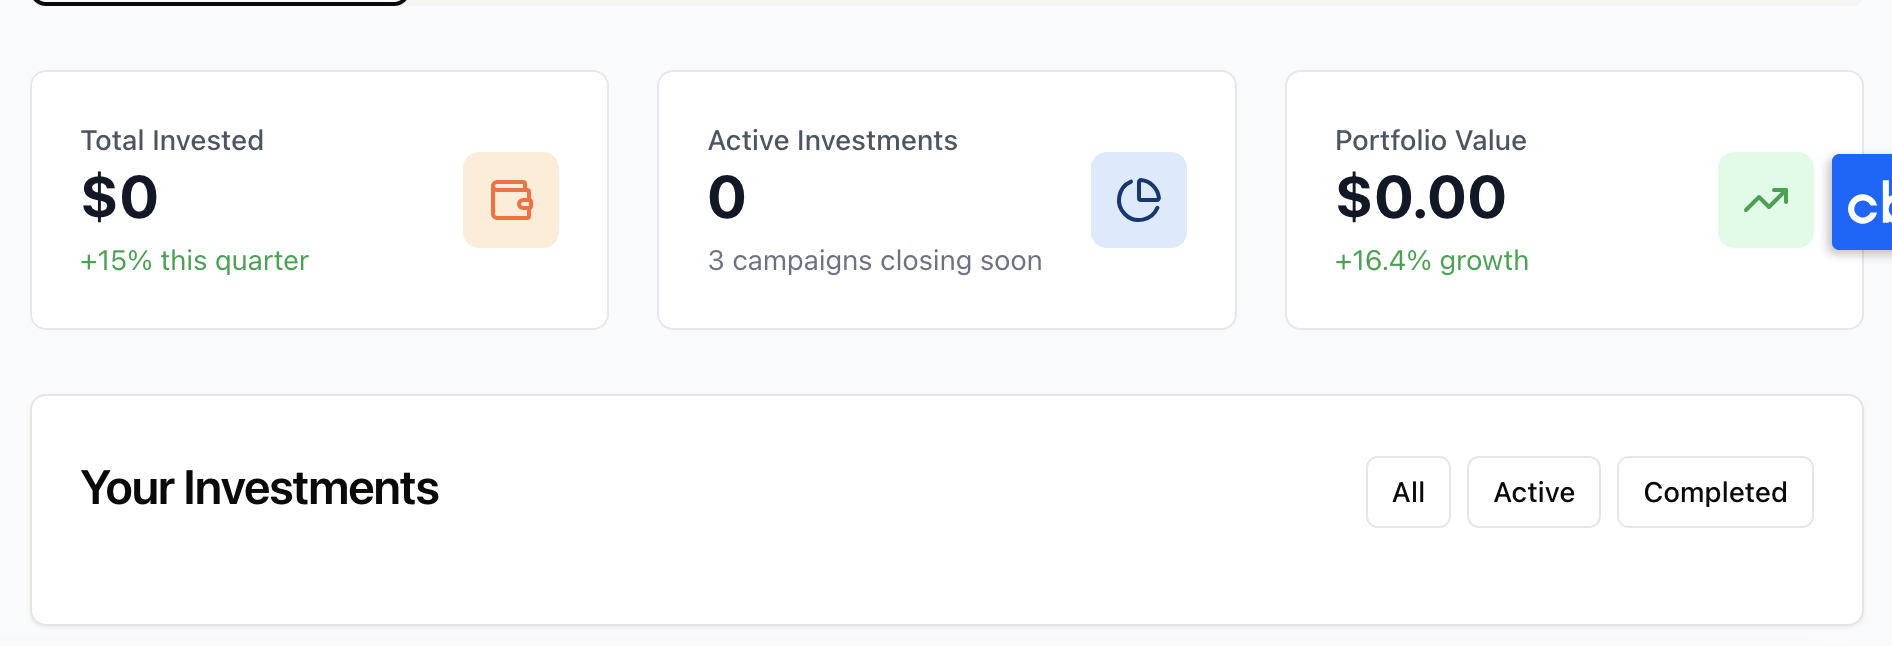 Total Invested
$0
+15% this quarter
Active Investments
0
3 campaigns closing soon
Portfolio Value
$0.00
+16.4% growth
Your Investments
All
Active
Completed